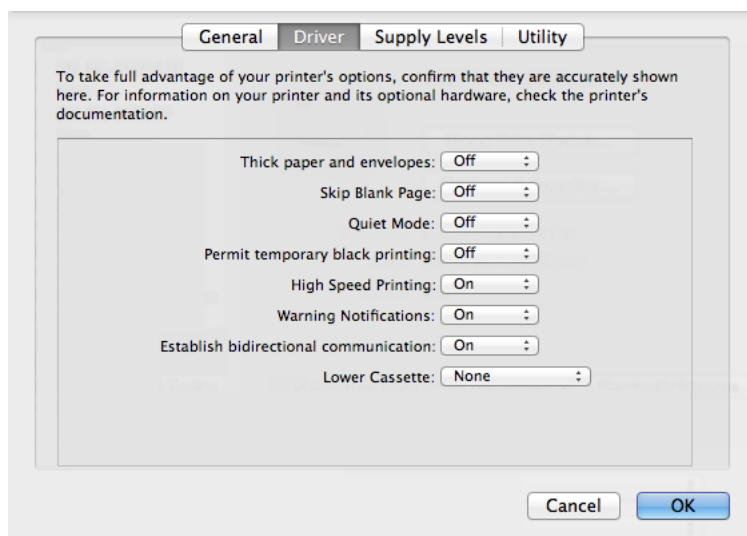 General Driver Supply Levels Utility
To take full advantage of your printer's options, confirm that they are accurately shown
here. For information on your printer and its optional hardware, check the printer's
documentation.
Thick paper and envelopes: Off
Skip Blank Page: Off
Quiet Mode: Off
Permit temporary black printing: Off
High Speed Printing: On
Warning Notifications: On
Establish bidirectional communication: On
Lower Cassette: None
Cancel OK